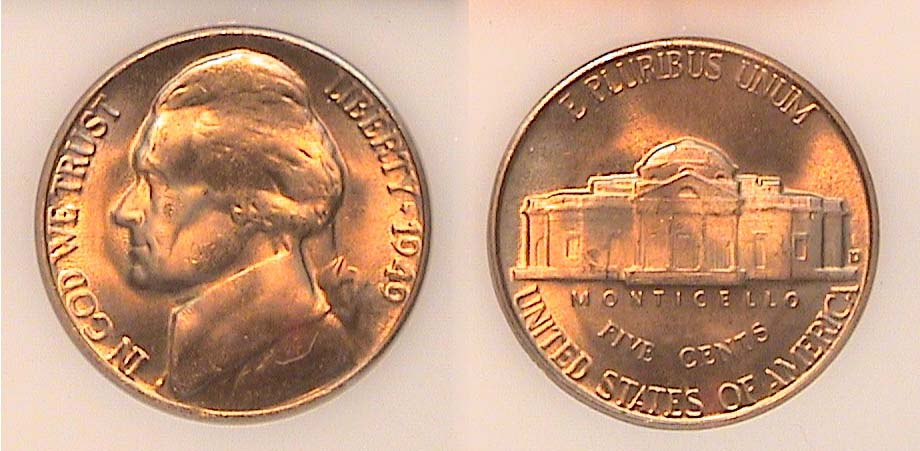 IN GOD WE TRUST
LIBERTY ★ 1949
E PLURIBUS UNUM
D
MONTICELLO
FIVE CENTS
UNITED STATES OF AMERICA